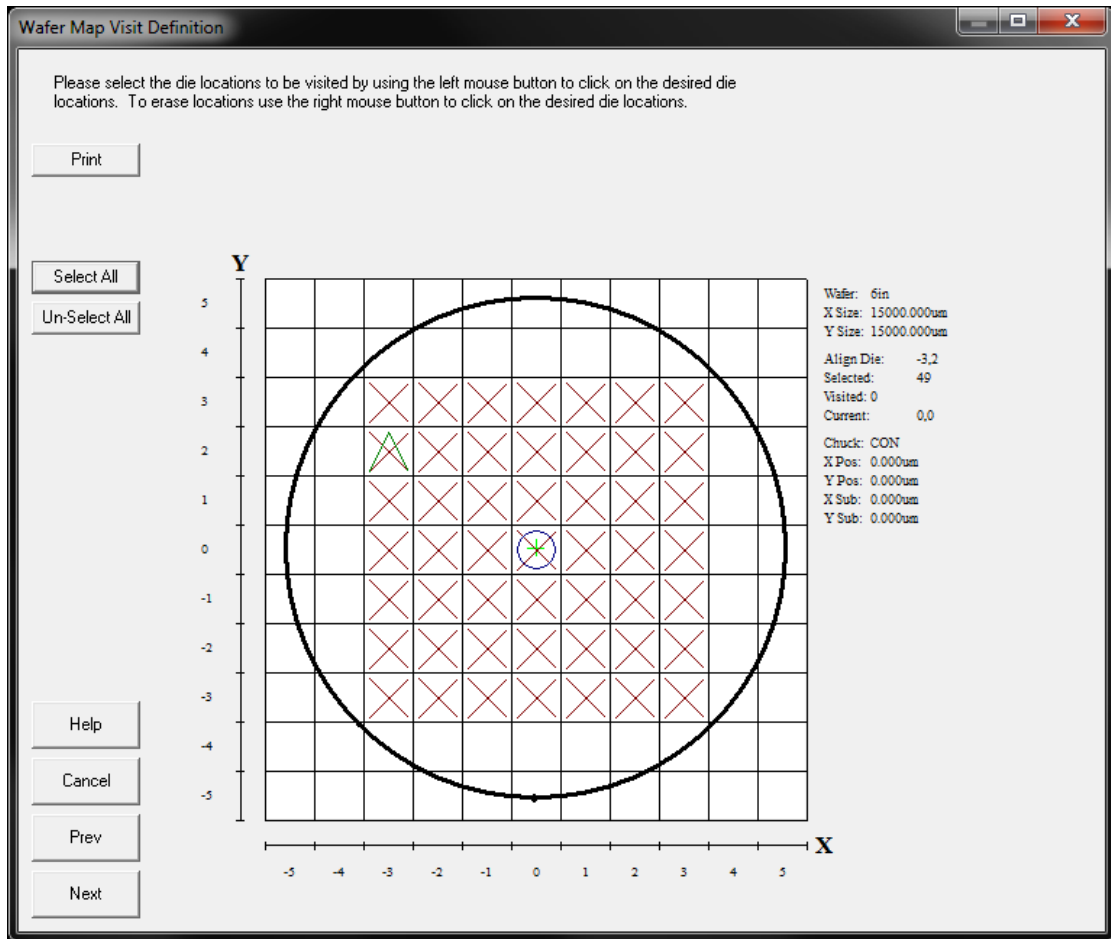 Wafer Map Visit Definition
Please select the die locations to be visited by using the left mouse button to click on the desired die
locations.  To erase locations use the right mouse button to click on the desired die locations.
Print
Select All
Un-Select All
Help
Cancel
Prev
Next
Y
5
4
3
2
1
0
-1
-2
-3
-4
-5
X
-5 -4 -3 -2 -1 0 1 2 3 4 5
Wafer: 6in
X Size: 15000.000um
Y Size: 15000.000um
Align Die: -3,2
Selected: 49
Visited: 0
Current: 0,0
Chuck: CON
X Pos: 0.000um
Y Pos: 0.000um
X Sub: 0.000um
Y Sub: 0.000um